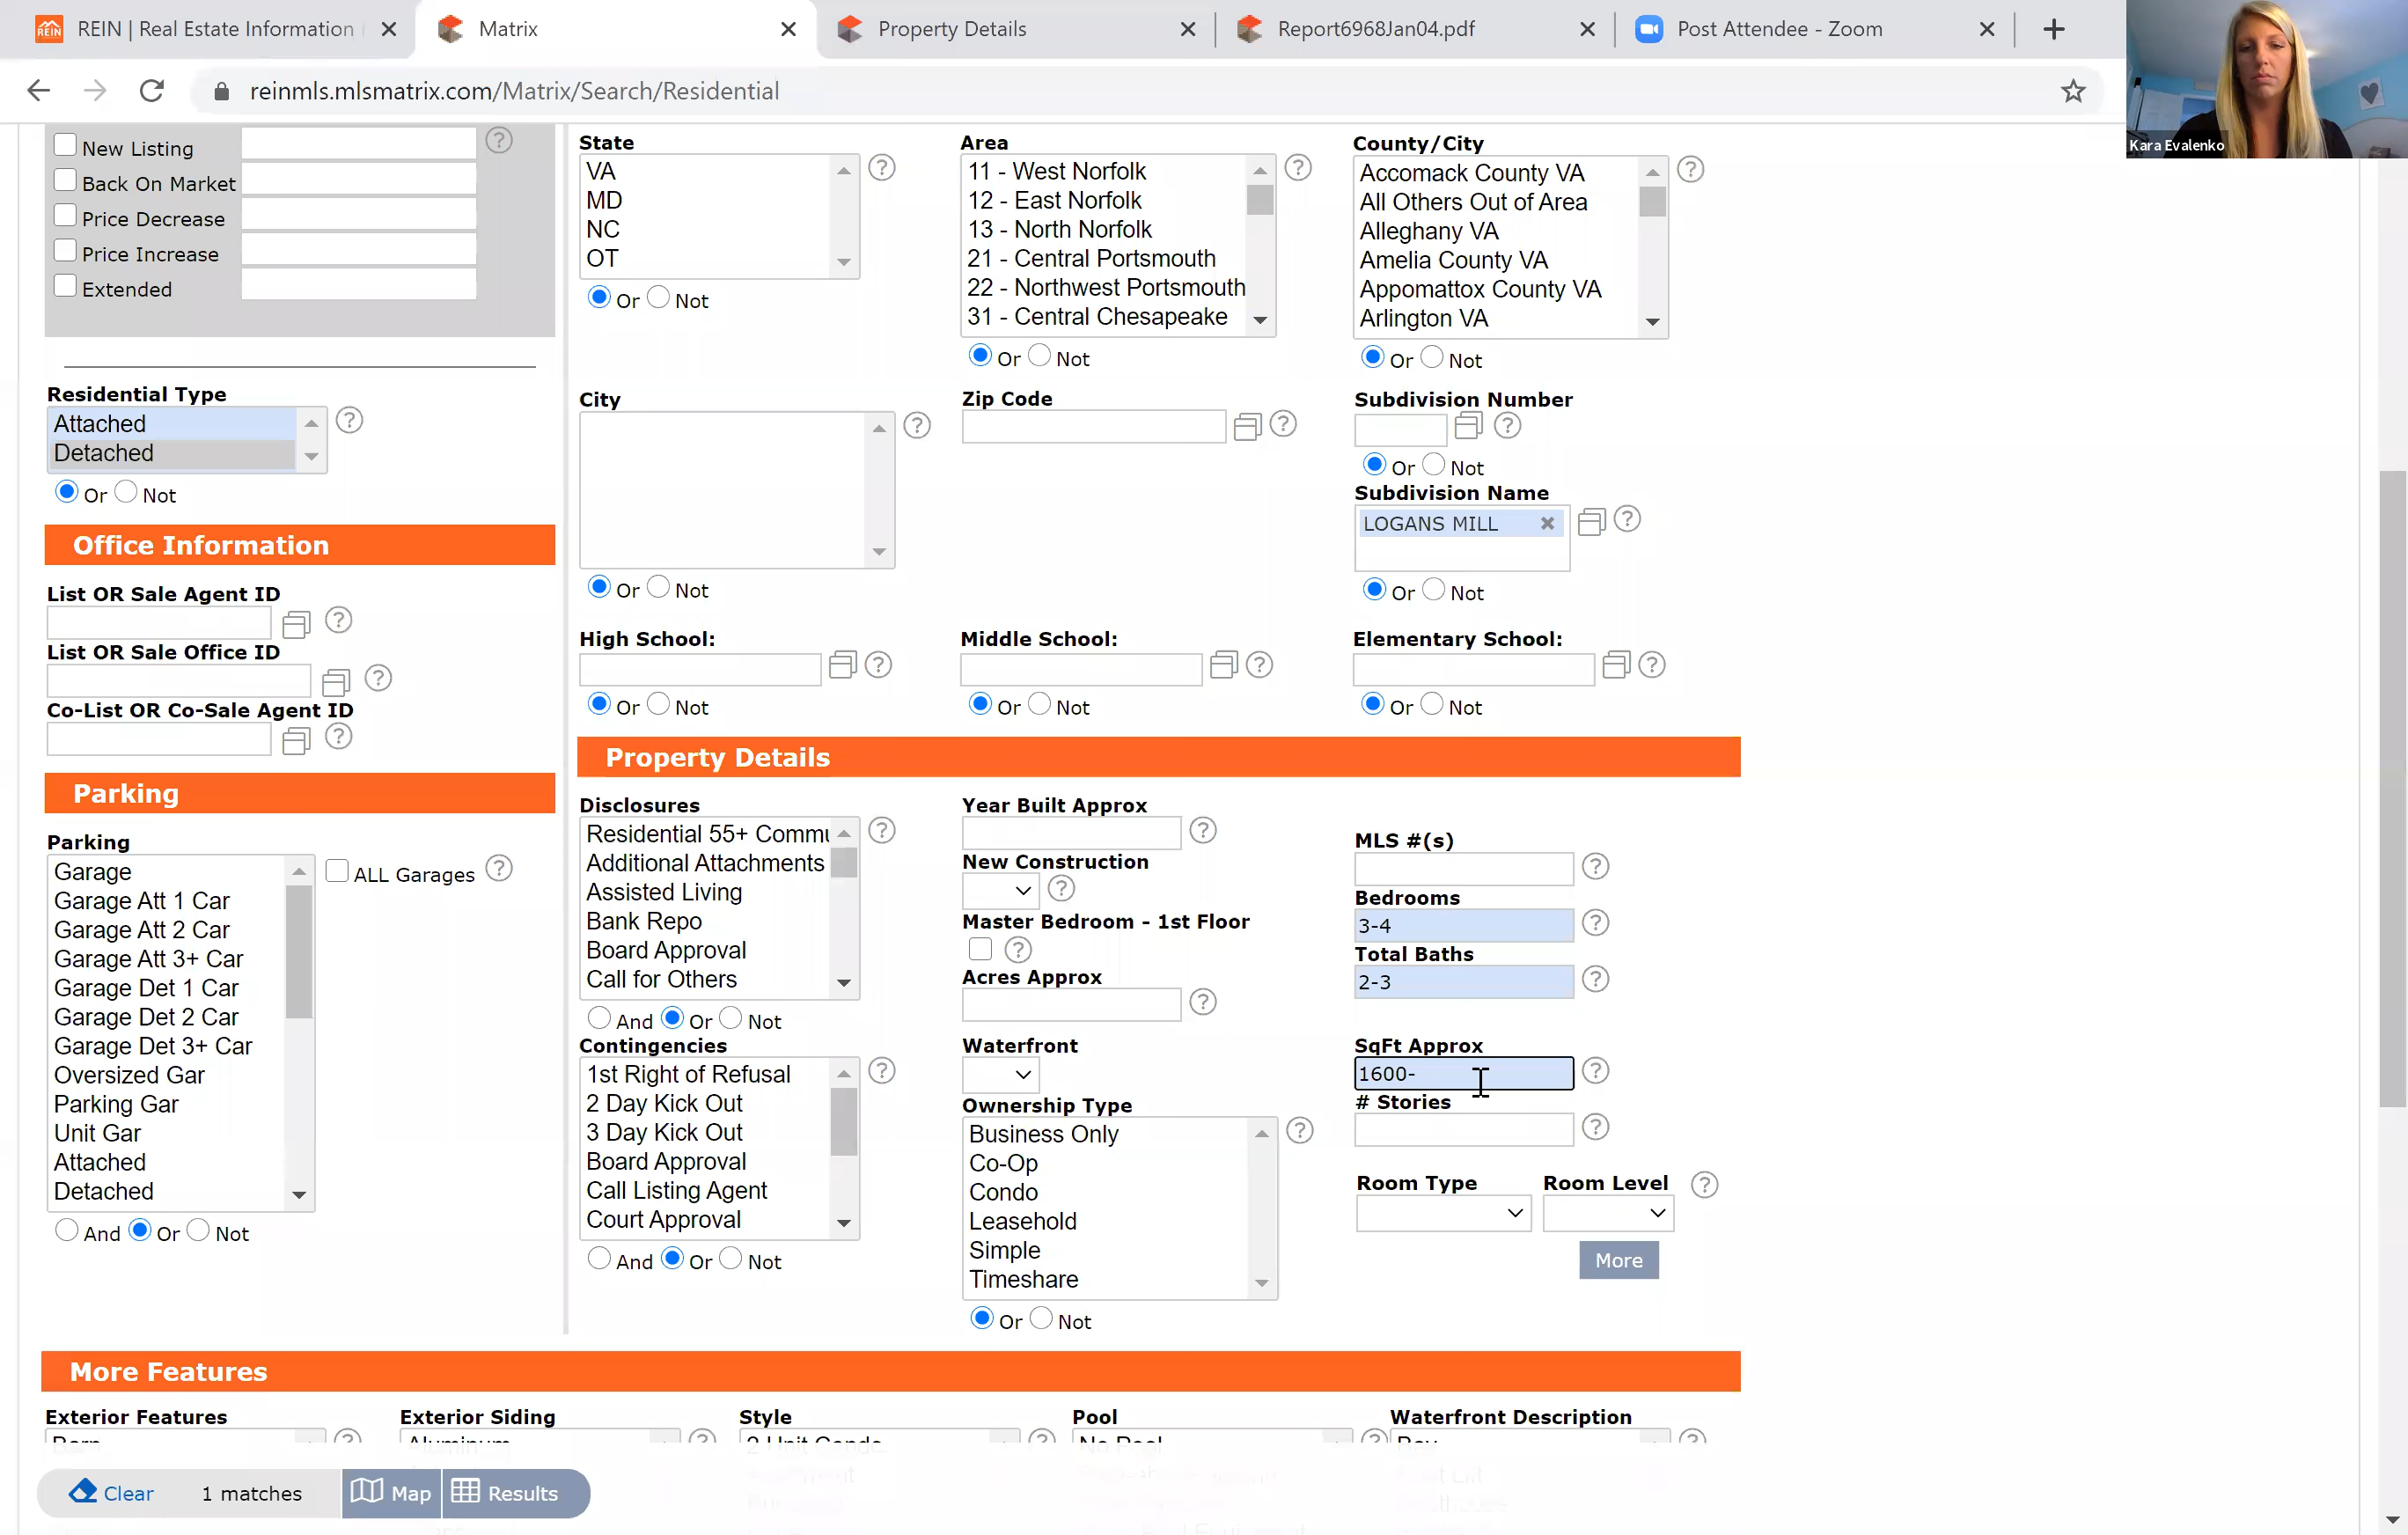 REIN | Real Estate Information
Matrix
Property Details
Report6968Jan04.pdf
Post Attendee - Zoom
reinmls.mlsmatrix.com/Matrix/Search/Residential
Kara Evalenko
New Listing
Back On Market
Price Decrease
Price Increase
Extended
State
VA
MD
NC
OT
Or Not
Area
11 - West Norfolk
12 - East Norfolk
13 - North Norfolk
21 - Central Portsmouth
22 - Northwest Portsmouth
31 - Central Chesapeake
Or Not
County/City
Accomack County VA
All Others Out of Area
Alleghany VA
Amelia County VA
Appomattox County VA
Arlington VA
Or Not
Residential Type
Attached
Detached
Or Not
City
Or Not
Zip Code
Subdivision Number
Or Not
Subdivision Name
LOGANS MILL
Or Not
Office Information
List OR Sale Agent ID
List OR Sale Office ID
Co-List OR Co-Sale Agent ID
High School:
Or Not
Middle School:
Or Not
Elementary School:
Or Not
Parking
Parking
Garage
Garage Att 1 Car
Garage Att 2 Car
Garage Att 3+ Car
Garage Det 1 Car
Garage Det 2 Car
Garage Det 3+ Car
Oversized Gar
Parking Gar
Unit Gar
Attached
Detached
ALL Garages
And Or Not
Property Details
Disclosures
Residential 55+ Commu
Additional Attachments
Assisted Living
Bank Repo
Board Approval
Call for Others
And Or Not
Contingencies
1st Right of Refusal
2 Day Kick Out
3 Day Kick Out
Board Approval
Call Listing Agent
Court Approval
And Or Not
Year Built Approx
New Construction
Master Bedroom - 1st Floor
Acres Approx
Waterfront
Ownership Type
Business Only
Co-Op
Condo
Leasehold
Simple
Timeshare
Or Not
MLS #(s)
Bedrooms
3-4
Total Baths
2-3
SqFt Approx
1600-
# Stories
Room Type Room Level
More
More Features
Exterior Features
Barn
Exterior Siding
Aluminum
Style
2 Unit Condo
Pool
No Pool
Waterfront Description
Bay
Clear
1 matches
Map
Results